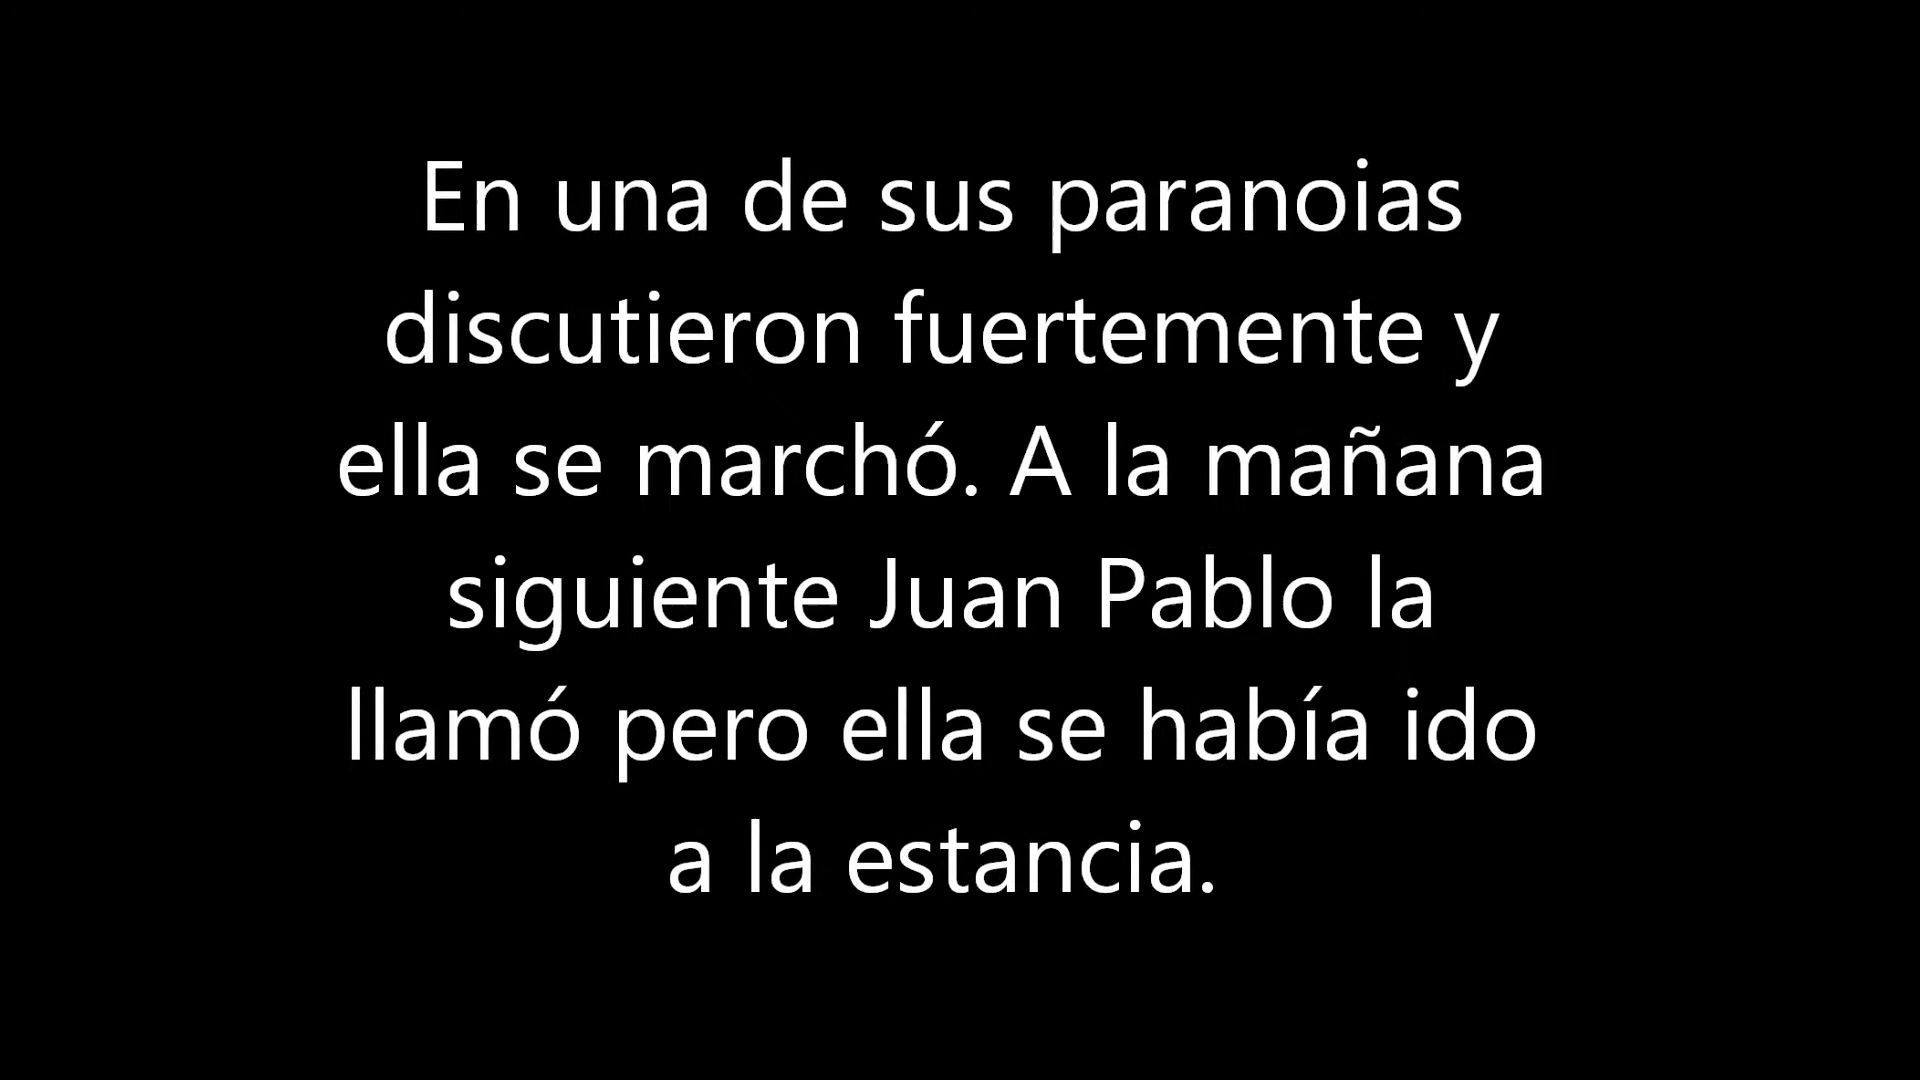 En una de sus paranoias
discutieron fuertemente y
ella se marchó. A la mañana
siguiente Juan Pablo la
llamó pero ella se había ido
a la estancia.